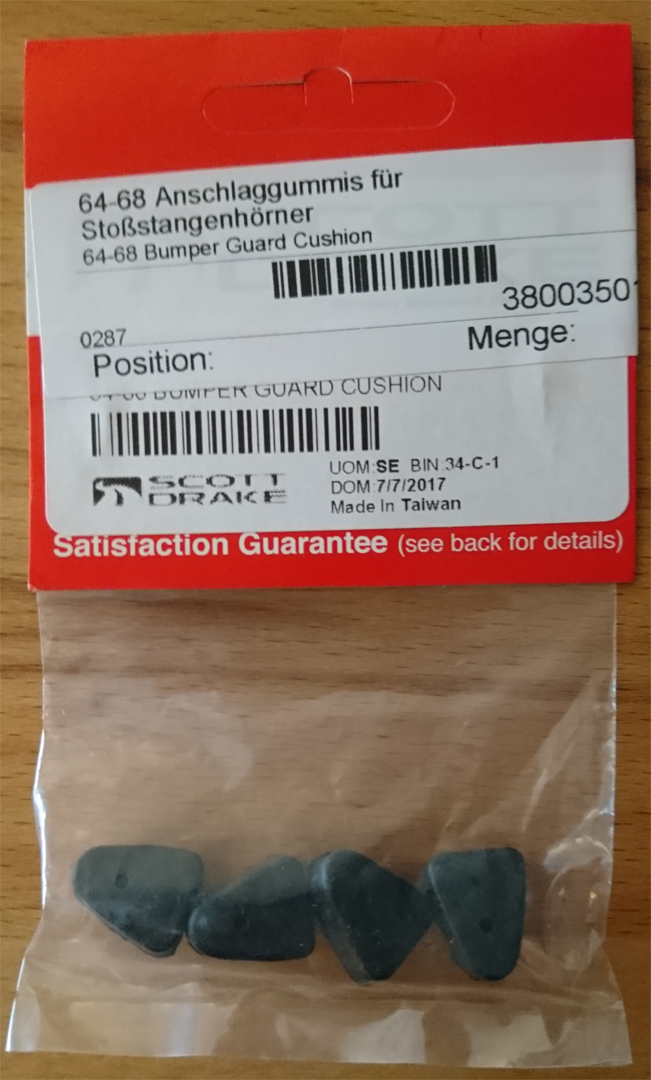 64-68 Anschlaggummis für
Stoßstangenhörner
64-68 Bumper Guard Cushion
3800350
0287
Menge:
Position:
BUMPER GUARD CUSHION
SCOTT
DRAKE
UOM:SE BIN:34-C-1
DOM:7/7/2017
Made In Taiwan
Satisfaction Guarantee (see back for details)